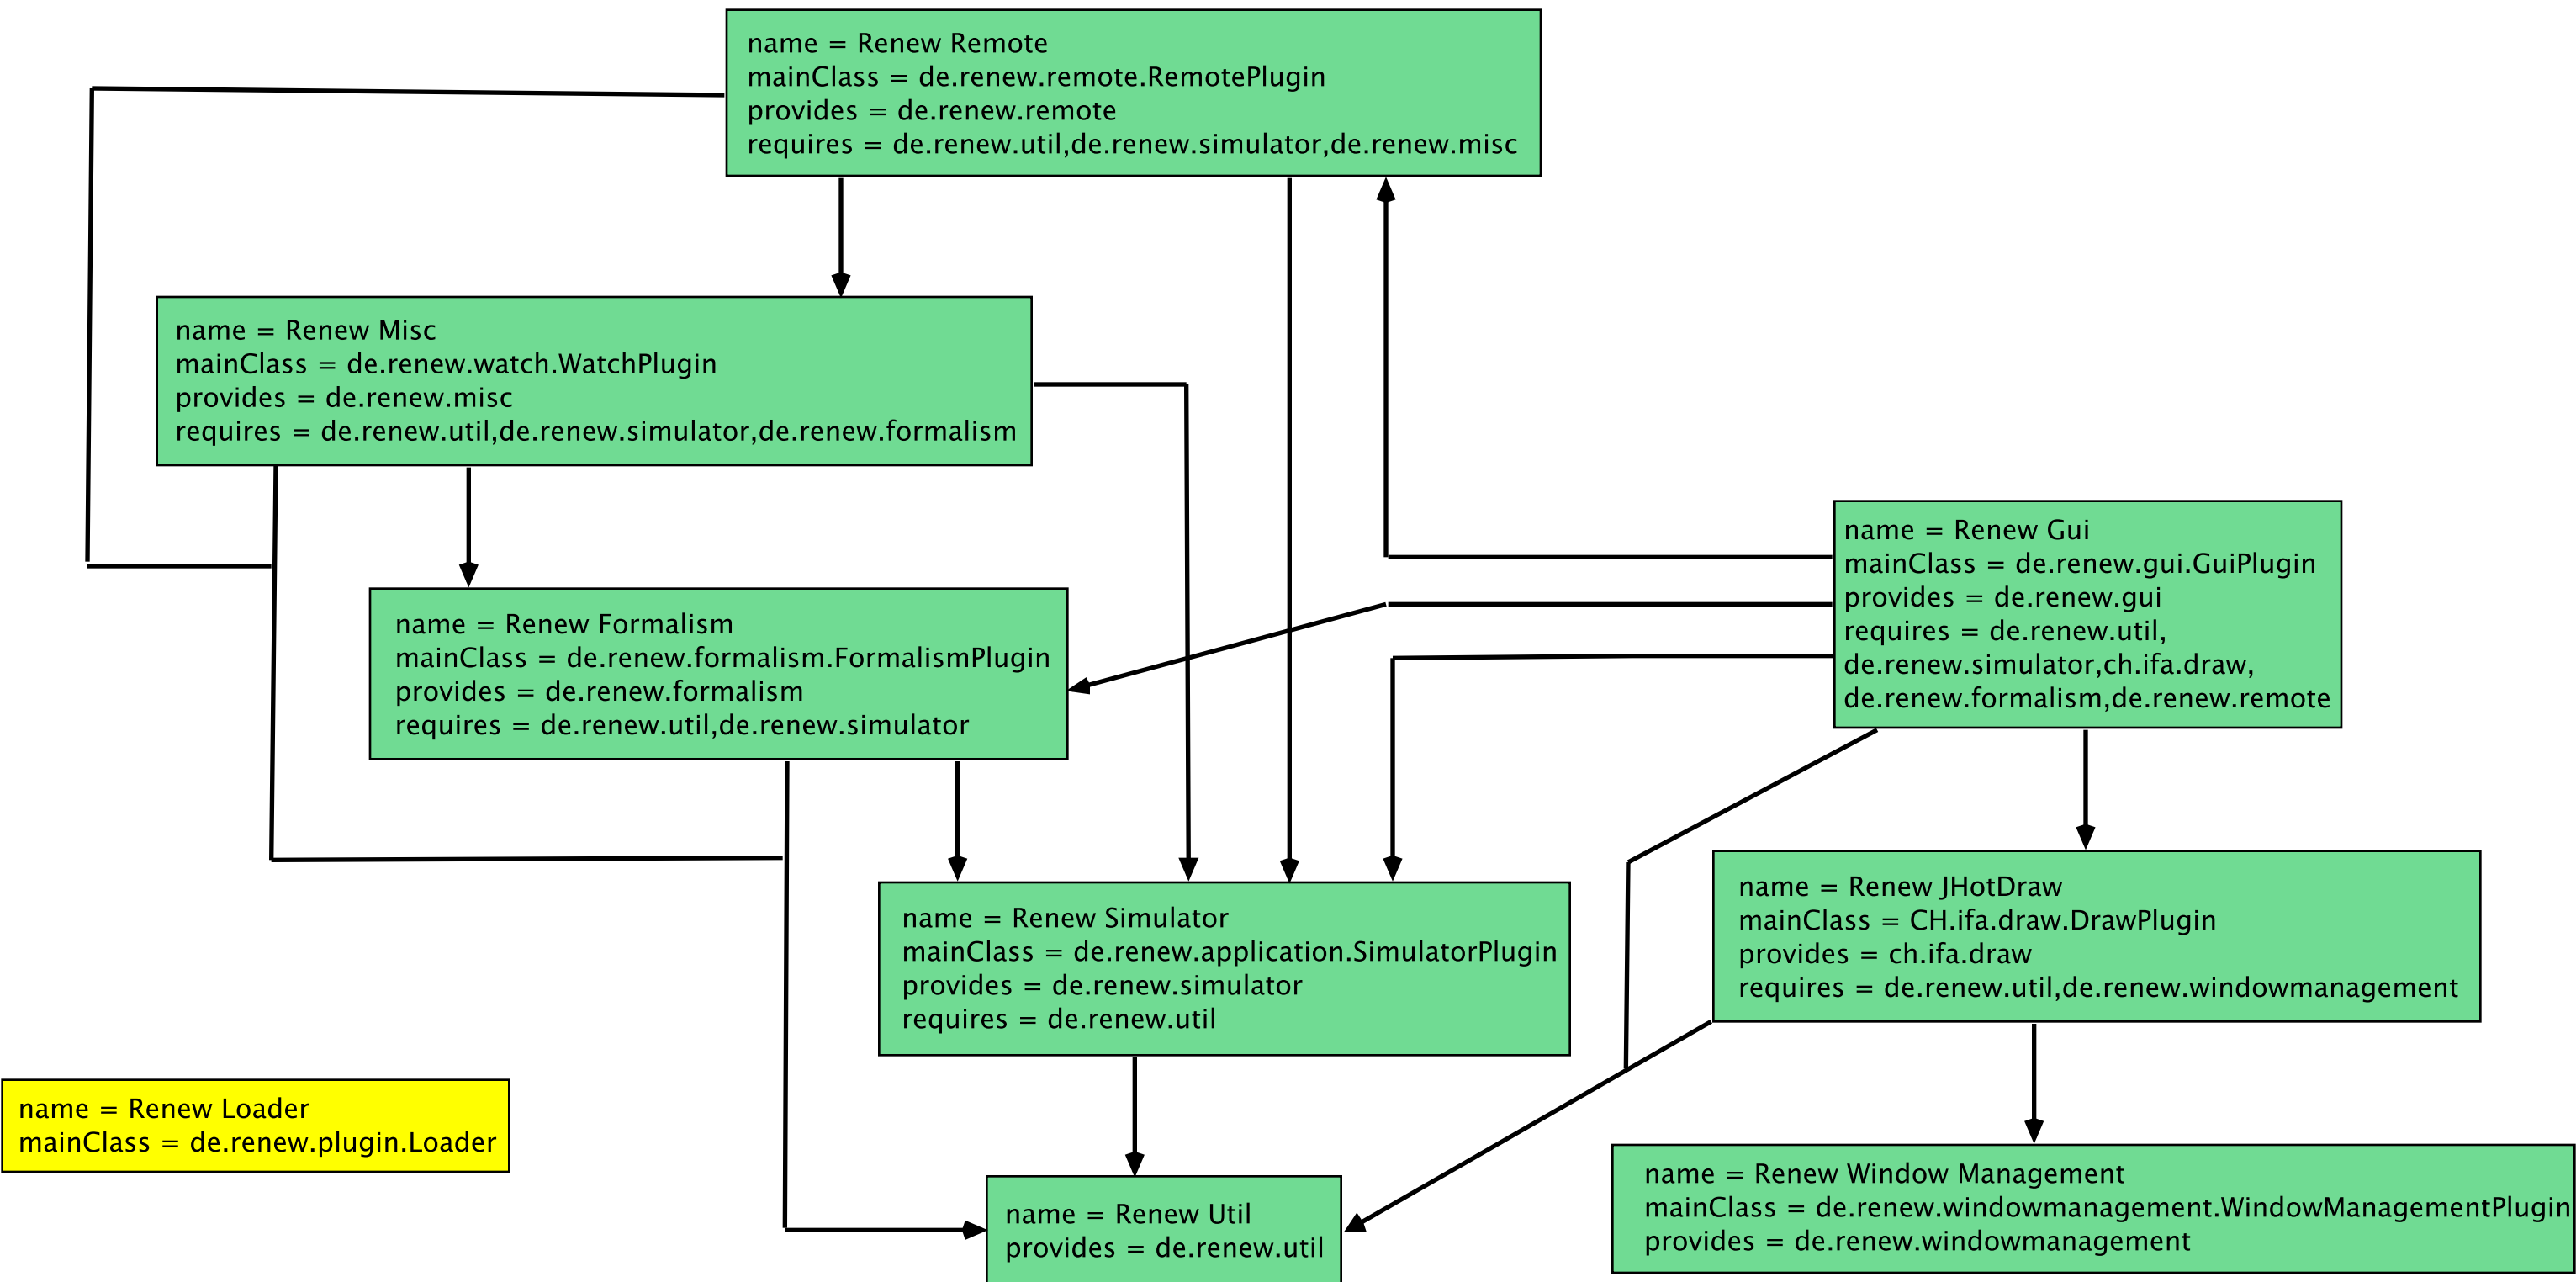 name = Renew Remote
mainClass = de.renew.remote.RemotePlugin
provides = de.renew.remote
requires = de.renew.util,de.renew.simulator,de.renew.misc
name = Renew Misc
mainClass = de.renew.watch.WatchPlugin
provides = de.renew.misc
requires = de.renew.util,de.renew.simulator,de.renew.formalism
name = Renew Gui
mainClass = de.renew.gui.GuiPlugin
provides = de.renew.gui
requires = de.renew.util,
de.renew.simulator,ch.ifa.draw,
de.renew.formalism,de.renew.remote
name = Renew Formalism
mainClass = de.renew.formalism.FormalismPlugin
provides = de.renew.formalism
requires = de.renew.util,de.renew.simulator
name = Renew Simulator
mainClass = de.renew.application.SimulatorPlugin
provides = de.renew.simulator
requires = de.renew.util
name = Renew JHotDraw
mainClass = CH.ifa.draw.DrawPlugin
provides = ch.ifa.draw
requires = de.renew.util,de.renew.windowmanagement
name = Renew Loader
mainClass = de.renew.plugin.Loader
name = Renew Util
provides = de.renew.util
name = Renew Window Management
mainClass = de.renew.windowmanagement.WindowManagementPlugin
provides = de.renew.windowmanagement